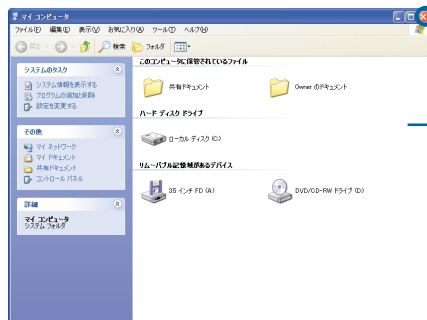 マイ コンピュータ
ファイル(F) 編集(E) 表示(V) お気に入り(A) ツール(T) ヘルプ(H)
戻る 検索 フォルダ
システムのタスク
システム情報を表示する
プログラムの追加と削除
設定を変更する
その他
マイ ネットワーク
マイ ドキュメント
共有ドキュメント
コントロール パネル
詳細
マイ コンピュータ
システム フォルダ
このコンピュータに保管されているファイル
共有ドキュメント Owner のドキュメント
ハード ディスク ドライブ
ローカル ディスク (C:)
リムーバブル記憶域があるデバイス
3.5 インチ FD (A:) DVD/CD-RW ドライブ (D:)